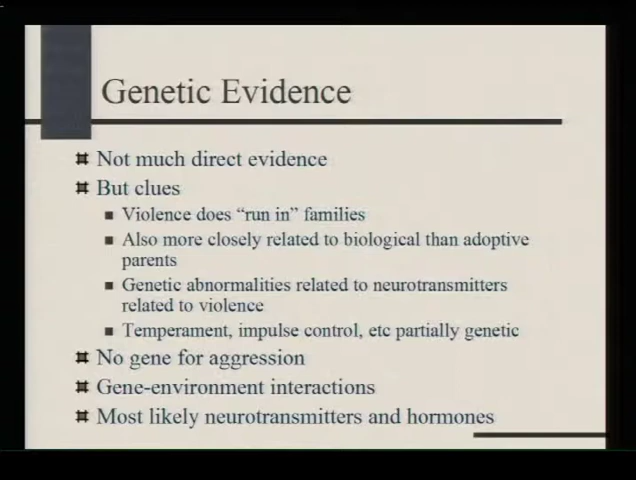 Genetic Evidence
Not much direct evidence
But clues
Violence does “run in” families
Also more closely related to biological than adoptive
parents
Genetic abnormalities related to neurotransmitters
related to violence
Temperament, impulse control, etc partially genetic
No gene for aggression
Gene-environment interactions
Most likely neurotransmitters and hormones